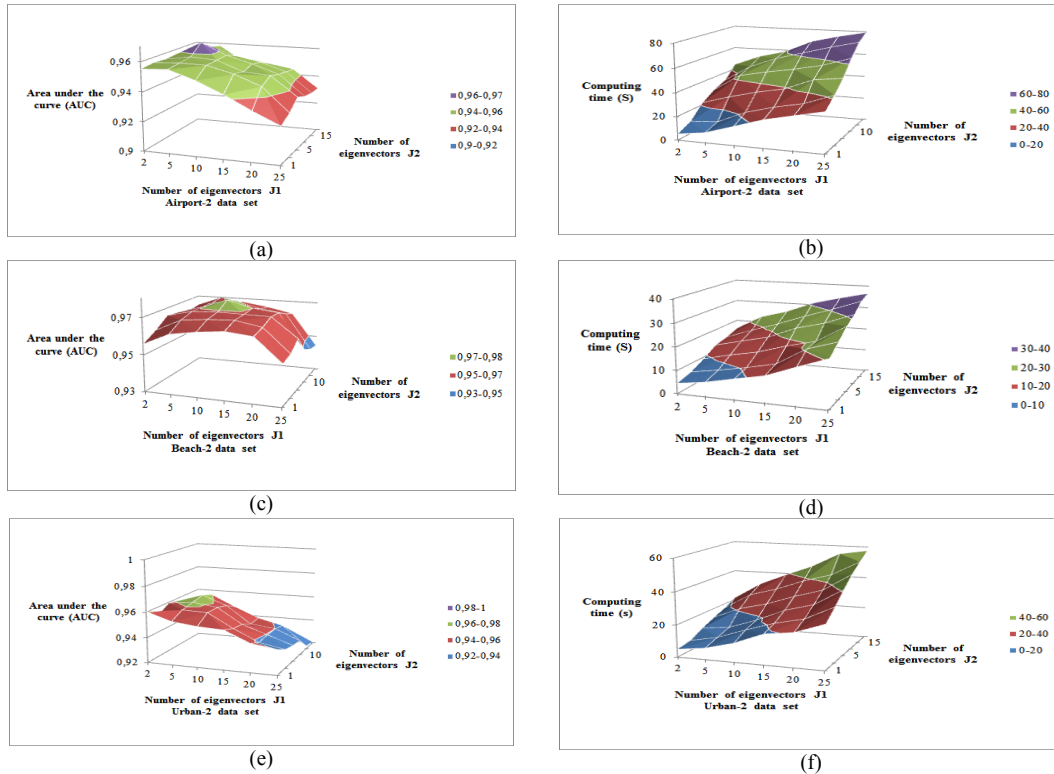 0,96
0,94
0,92
0,9
Area under the
curve (AUC)
2 5 10 15 20 25
1 5 15
Number of
eigenvectors J2
0,96-0,97
0,94-0,96
0,92-0,94
0,9-0,92
Number of eigenvectors J1
Airport-2 data set
(a)
80
60
40
20
0
Computing
time (S)
2 5 10 15 20 25
1 10
Number of
eigenvectors J2
60-80
40-60
20-40
0-20
Number of eigenvectors J1
Airport-2 data set
(b)
0,97
0,95
0,93
Area under the
curve (AUC)
2 5 10 15 20 25
1 10
Number of
eigenvectors J2
0,97-0,98
0,95-0,97
0,93-0,95
Number of eigenvectors J1
Beach-2 data set
(c)
40
30
20
10
0
Computing
time (S)
2 5 10 15 20 25
1 5 15
Number of
eigenvectors J2
30-40
20-30
10-20
0-10
Number of eigenvectors J1
Beach-2 data set
(d)
1
0,98
0,96
0,94
0,92
Area under the
curve (AUC)
2 5 10 15 20 25
1 10
Number of
eigenvectors J2
0,98-1
0,96-0,98
0,94-0,96
0,92-0,94
Number of eigenvectors J1
Urban-2 data set
(e)
60
40
20
0
Computing
time (s)
2 5 10 15 20 25
1 5 15
Number of
eigenvectors J2
40-60
20-40
0-20
Number of eigenvectors J1
Urban-2 data set
(f)